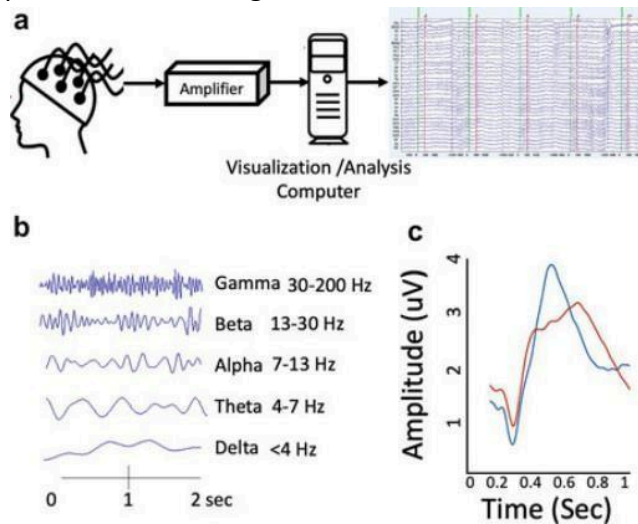 a
Amplifier
Visualization /Analysis
Computer
b
Gamma 30-200 Hz
Beta 13-30 Hz
Alpha 7-13 Hz
Theta 4-7 Hz
Delta <4 Hz
0 1 2 sec
c
Amplitude (uV)
4
3
2
1
0 0.2 0.4 0.6 0.8 1
Time (Sec)